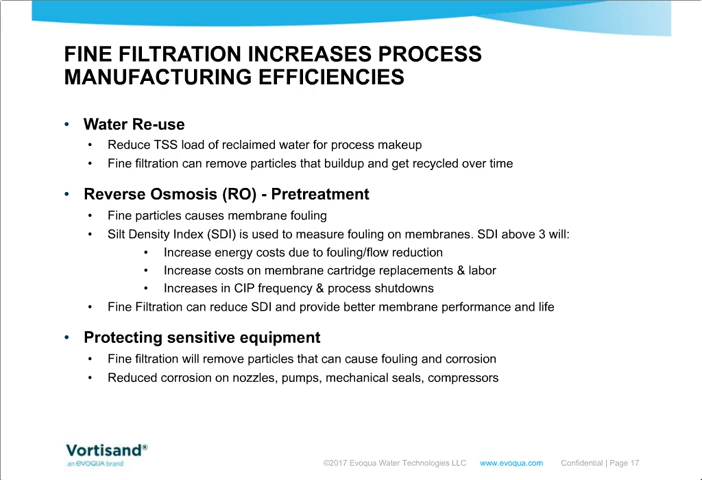 FINE FILTRATION INCREASES PROCESS
MANUFACTURING EFFICIENCIES
• Water Re-use
• Reduce TSS load of reclaimed water for process makeup
• Fine filtration can remove particles that buildup and get recycled over time
• Reverse Osmosis (RO) - Pretreatment
• Fine particles causes membrane fouling
• Silt Density Index (SDI) is used to measure fouling on membranes. SDI above 3 will:
• Increase energy costs due to fouling/flow reduction
• Increase costs on membrane cartridge replacements & labor
• Increases in CIP frequency & process shutdowns
• Fine Filtration can reduce SDI and provide better membrane performance and life
• Protecting sensitive equipment
• Fine filtration will remove particles that can cause fouling and corrosion
• Reduced corrosion on nozzles, pumps, mechanical seals, compressors
Vortisand®
an EVOQUA brand
©2017 Evoqua Water Technologies LLC www.evoqua.com Confidential | Page 17